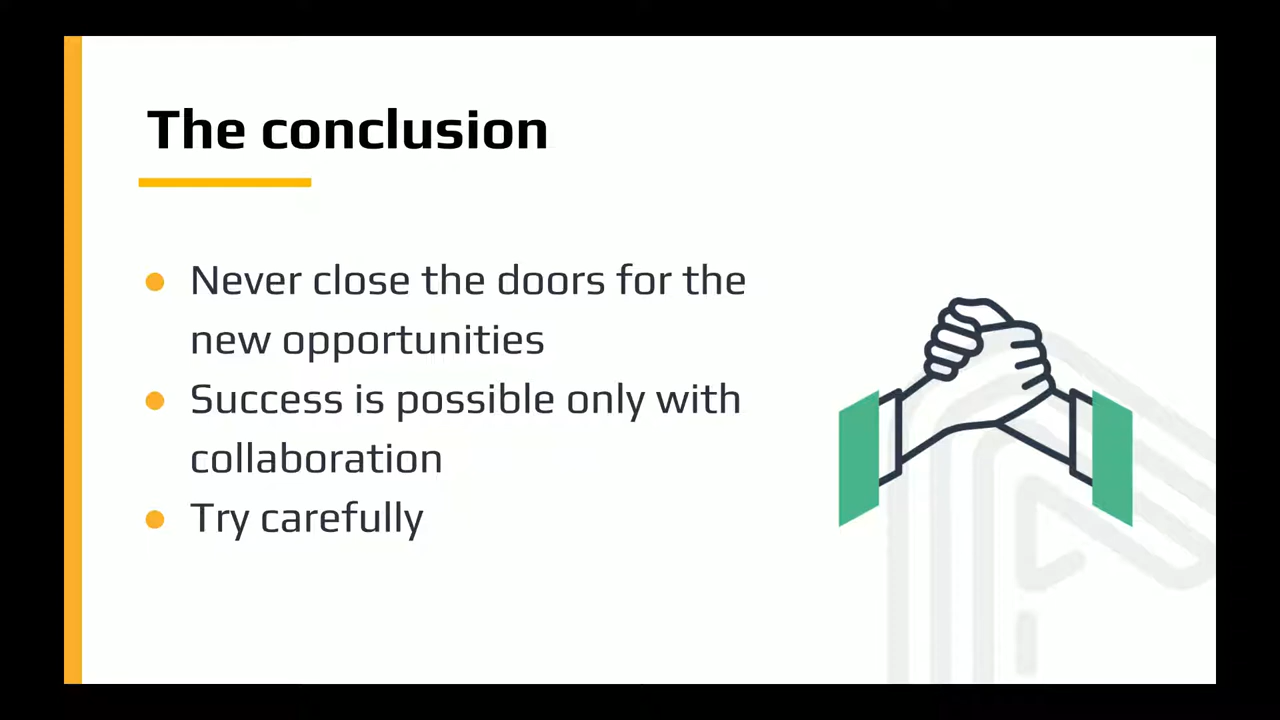 The conclusion
Never close the doors for the
new opportunities
Success is possible only with
collaboration
Try carefully